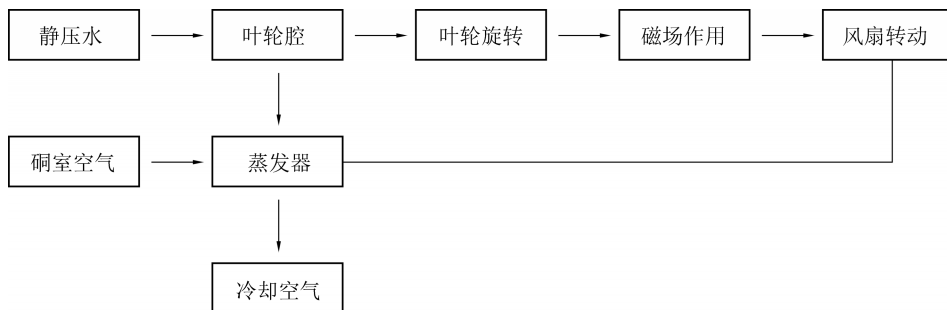 静压水
叶轮腔
叶轮旋转
磁场作用
风扇转动
硐室空气
蒸发器
冷却空气